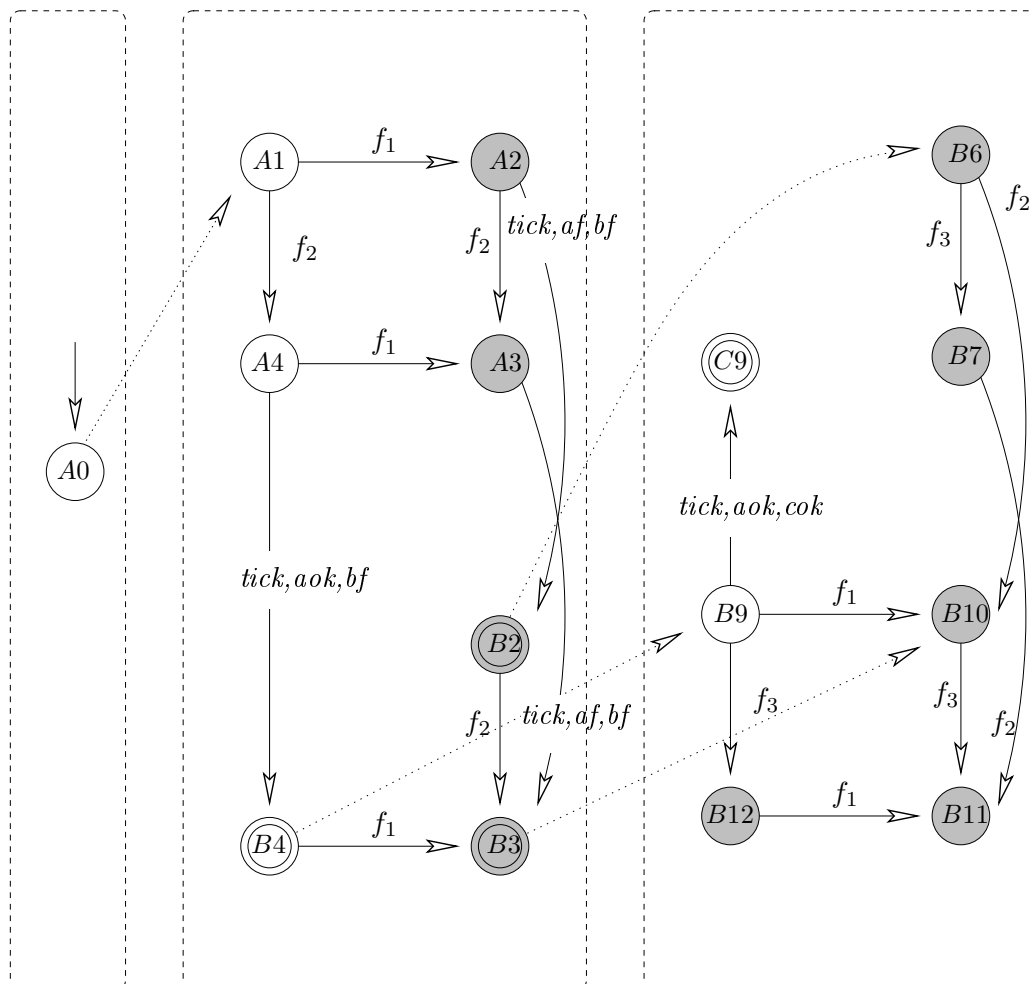 f1
A1 A2 B6
tick,af,bf f2
f2 f2 f3
f1
A4 A3 C9 B7
A0
tick,aok,cok
tick,aok,bf
f1
B9 B10
B2
f2 tick,af,bf f3 f3 f2
f1
B12 B11
f1
B4 B3